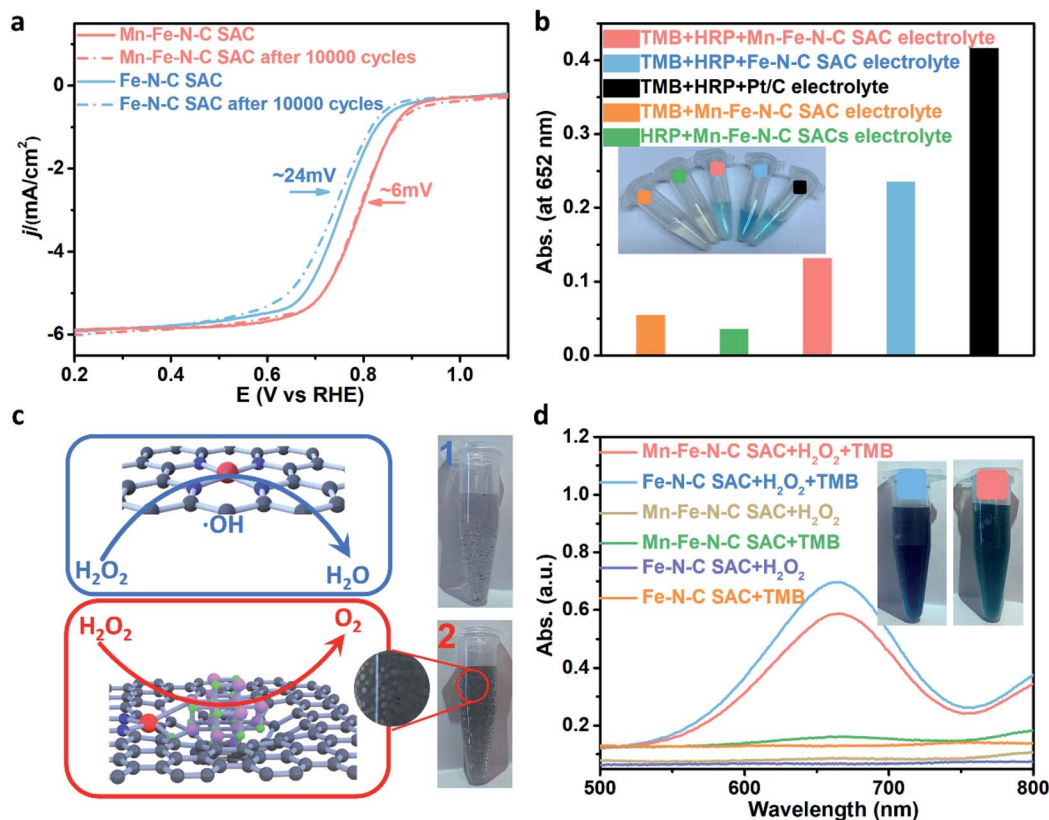 a
Mn-Fe-N-C SAC
Mn-Fe-N-C SAC after 10000 cycles
Fe-N-C SAC
Fe-N-C SAC after 10000 cycles
~24mV
~6mV
0
-2
-4
-6
j/(mA/cm²)
0.2
0.4
0.6
0.8
1.0
E (V vs RHE)
b
TMB+HRP+Mn-Fe-N-C SAC electrolyte
TMB+HRP+Fe-N-C SAC electrolyte
TMB+HRP+Pt/C electrolyte
TMB+Mn-Fe-N-C SAC electrolyte
HRP+Mn-Fe-N-C SACs electrolyte
0.4
0.3
0.2
0.1
0.0
Abs. (at 652 nm)
c
·OH
H₂O₂
H₂O
1
H₂O₂
O₂
2
d
Mn-Fe-N-C SAC+H₂O₂+TMB
Fe-N-C SAC+H₂O₂+TMB
Mn-Fe-N-C SAC+H₂O₂
Mn-Fe-N-C SAC+TMB
Fe-N-C SAC+H₂O₂
Fe-N-C SAC+TMB
1.2
1.0
0.8
0.6
0.4
0.2
Abs. (a.u.)
500
600
700
800
Wavelength (nm)